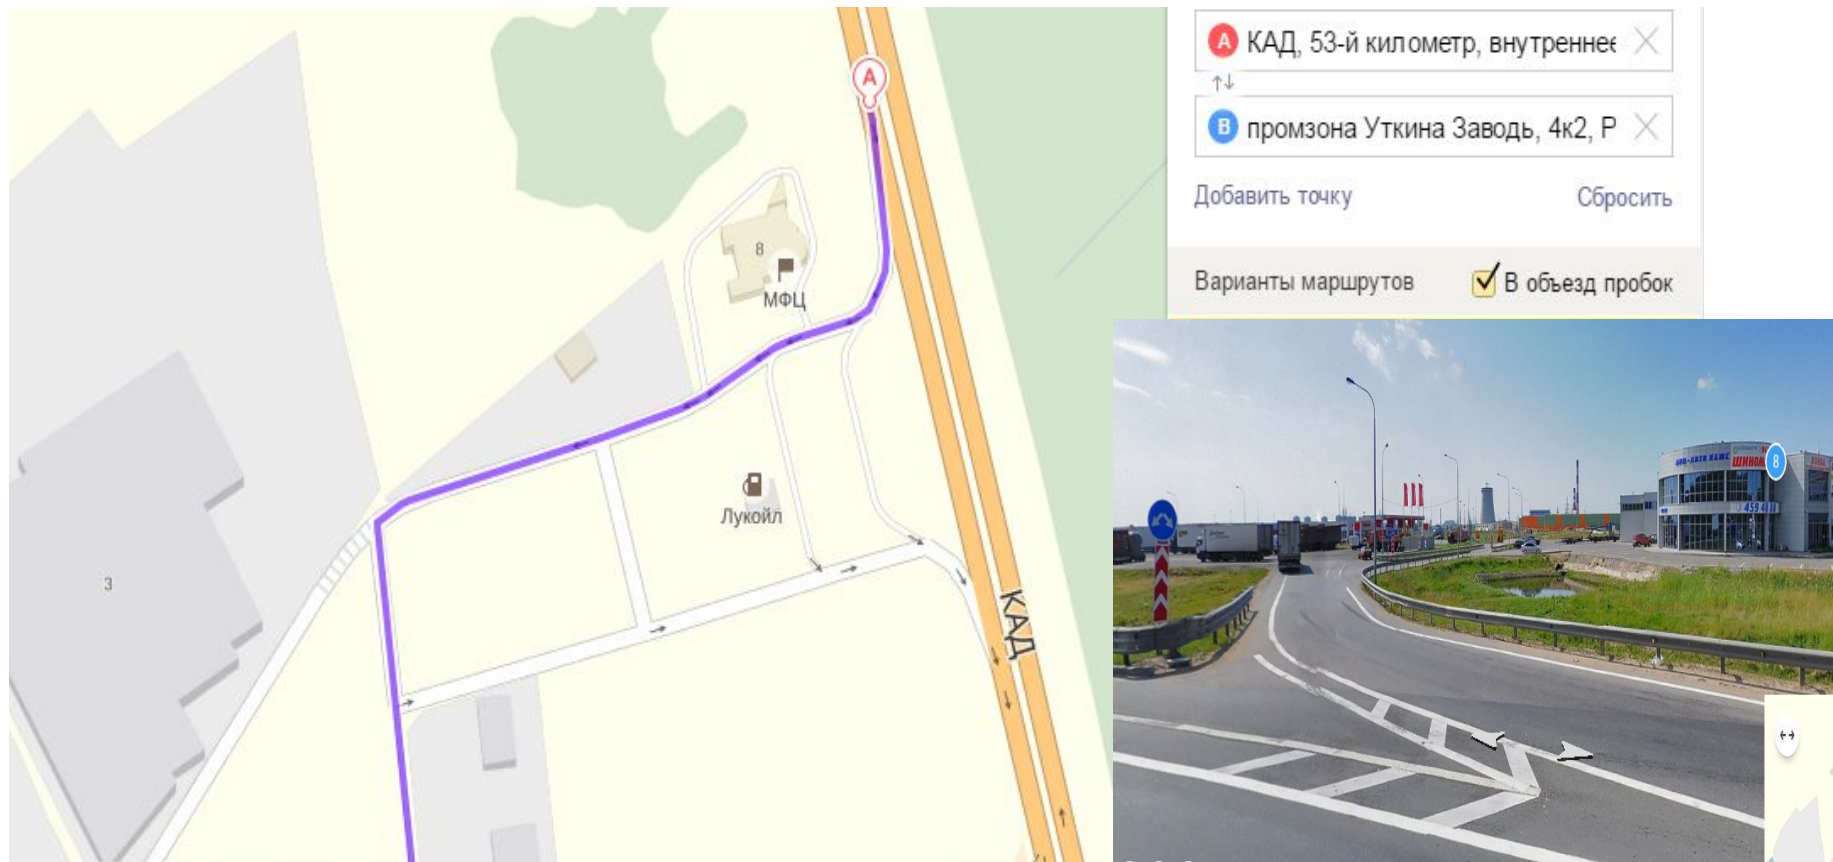 A
КАД, 53-й километр, внутреннее
B
промзона Уткина Заводь, 4к2, Р
Добавить точку
Сбросить
Варианты маршрутов
В объезд пробок
A
8
МФЦ
Лукойл
3
КАД
8